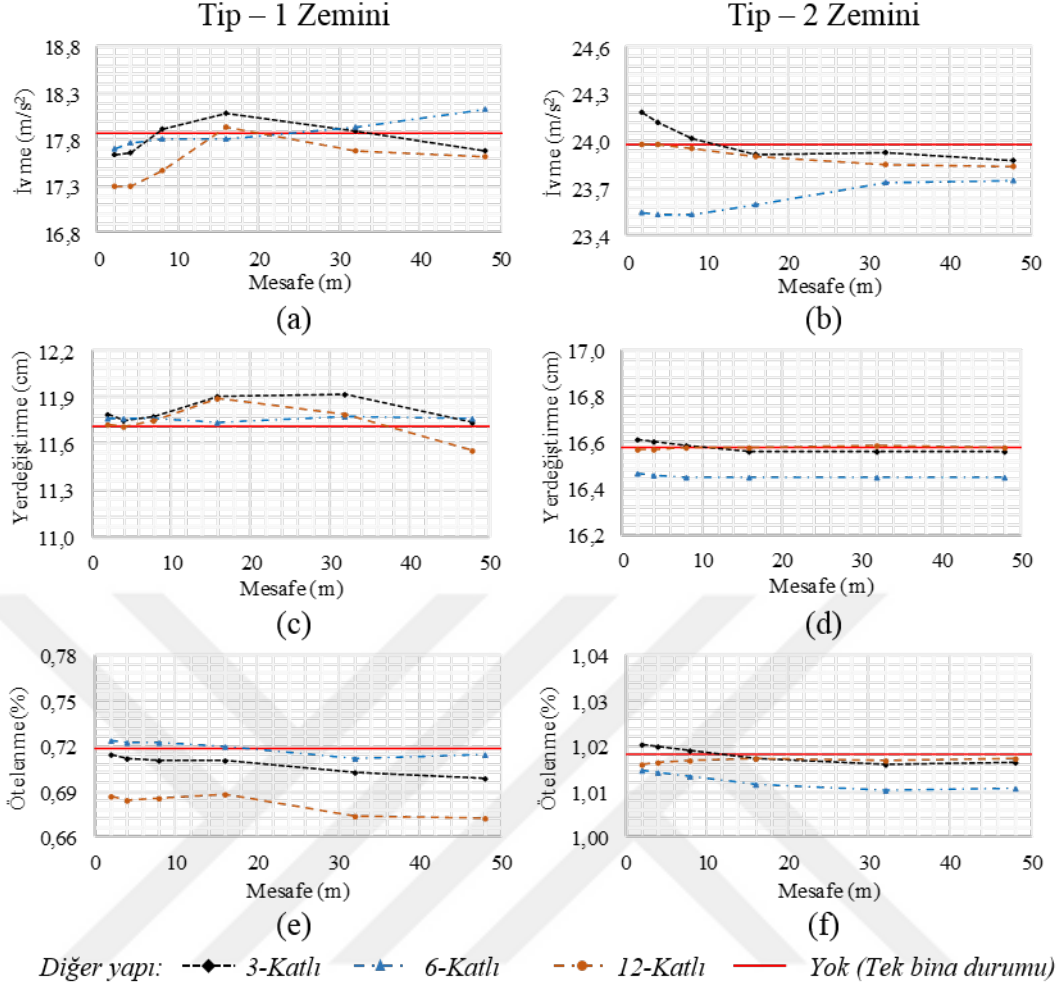 Tip – 1 Zemini
Tip – 2 Zemini
İvme (m/s²)
18,8
18,3
17,8
17,3
16,8
0 10 20 30 40 50
Mesafe (m)
(a)
İvme (m/s²)
24,6
24,3
24,0
23,7
23,4
0 10 20 30 40 50
Mesafe (m)
(b)
Yerdeğiştirme (cm)
12,2
11,9
11,6
11,3
11,0
0 10 20 30 40 50
Mesafe (m)
(c)
Yerdeğiştirme (cm)
17,0
16,8
16,6
16,4
16,2
0 10 20 30 40 50
Mesafe (m)
(d)
Ötelenme(%)
0,78
0,75
0,72
0,69
0,66
0 10 20 30 40 50
Mesafe (m)
(e)
Ötelenme(%)
1,04
1,03
1,02
1,01
1,00
0 10 20 30 40 50
Mesafe (m)
(f)
Diğer yapı: 3-Katlı 6-Katlı 12-Katlı Yok (Tek bina durumu)